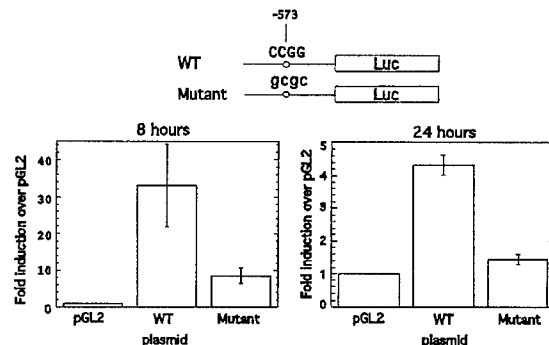 -573
CCGG
WT
Luc
gcgc
Mutant
Luc
8 hours
Fold induction over pGL2
40
30
20
10
0
pGL2 WT Mutant
plasmid
24 hours
Fold induction over pGL2
5
4
3
2
1
0
pGL2 WT Mutant
plasmid